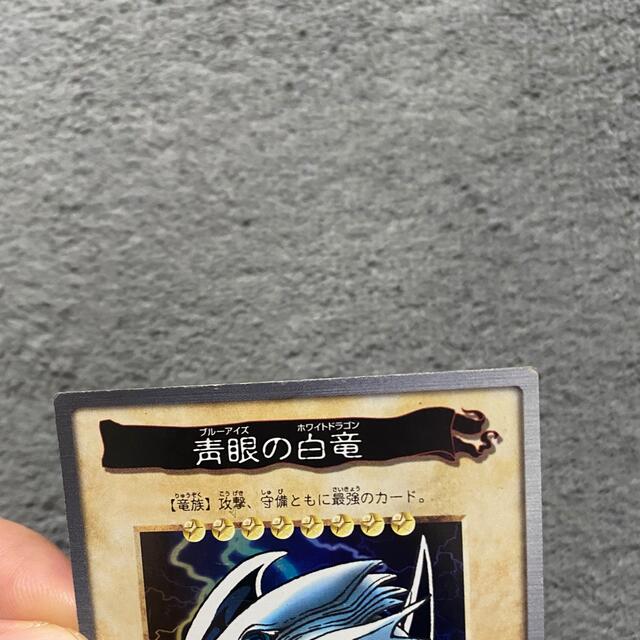 ブルーアイズ ホワイトドラゴン
青眼の白竜
りゅうぞく こうげき しゅび さいきょう
【竜族】攻撃、守備ともに最強のカード。